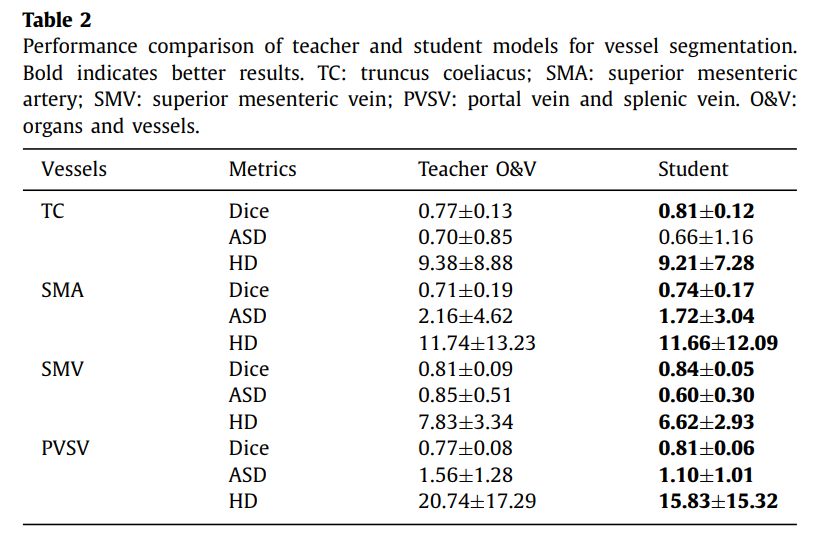 Table 2
Performance comparison of teacher and student models for vessel segmentation.
Bold indicates better results. TC: truncus coeliacus; SMA: superior mesenteric
artery; SMV: superior mesenteric vein; PVSV: portal vein and splenic vein. O&V:
organs and vessels.
Vessels Metrics Teacher O&V Student
TC Dice 0.77±0.13 0.81±0.12
ASD 0.70±0.85 0.66±1.16
HD 9.38±8.88 9.21±7.28
SMA Dice 0.71±0.19 0.74±0.17
ASD 2.16±4.62 1.72±3.04
HD 11.74±13.23 11.66±12.09
SMV Dice 0.81±0.09 0.84±0.05
ASD 0.85±0.51 0.60±0.30
HD 7.83±3.34 6.62±2.93
PVSV Dice 0.77±0.08 0.81±0.06
ASD 1.56±1.28 1.10±1.01
HD 20.74±17.29 15.83±15.32